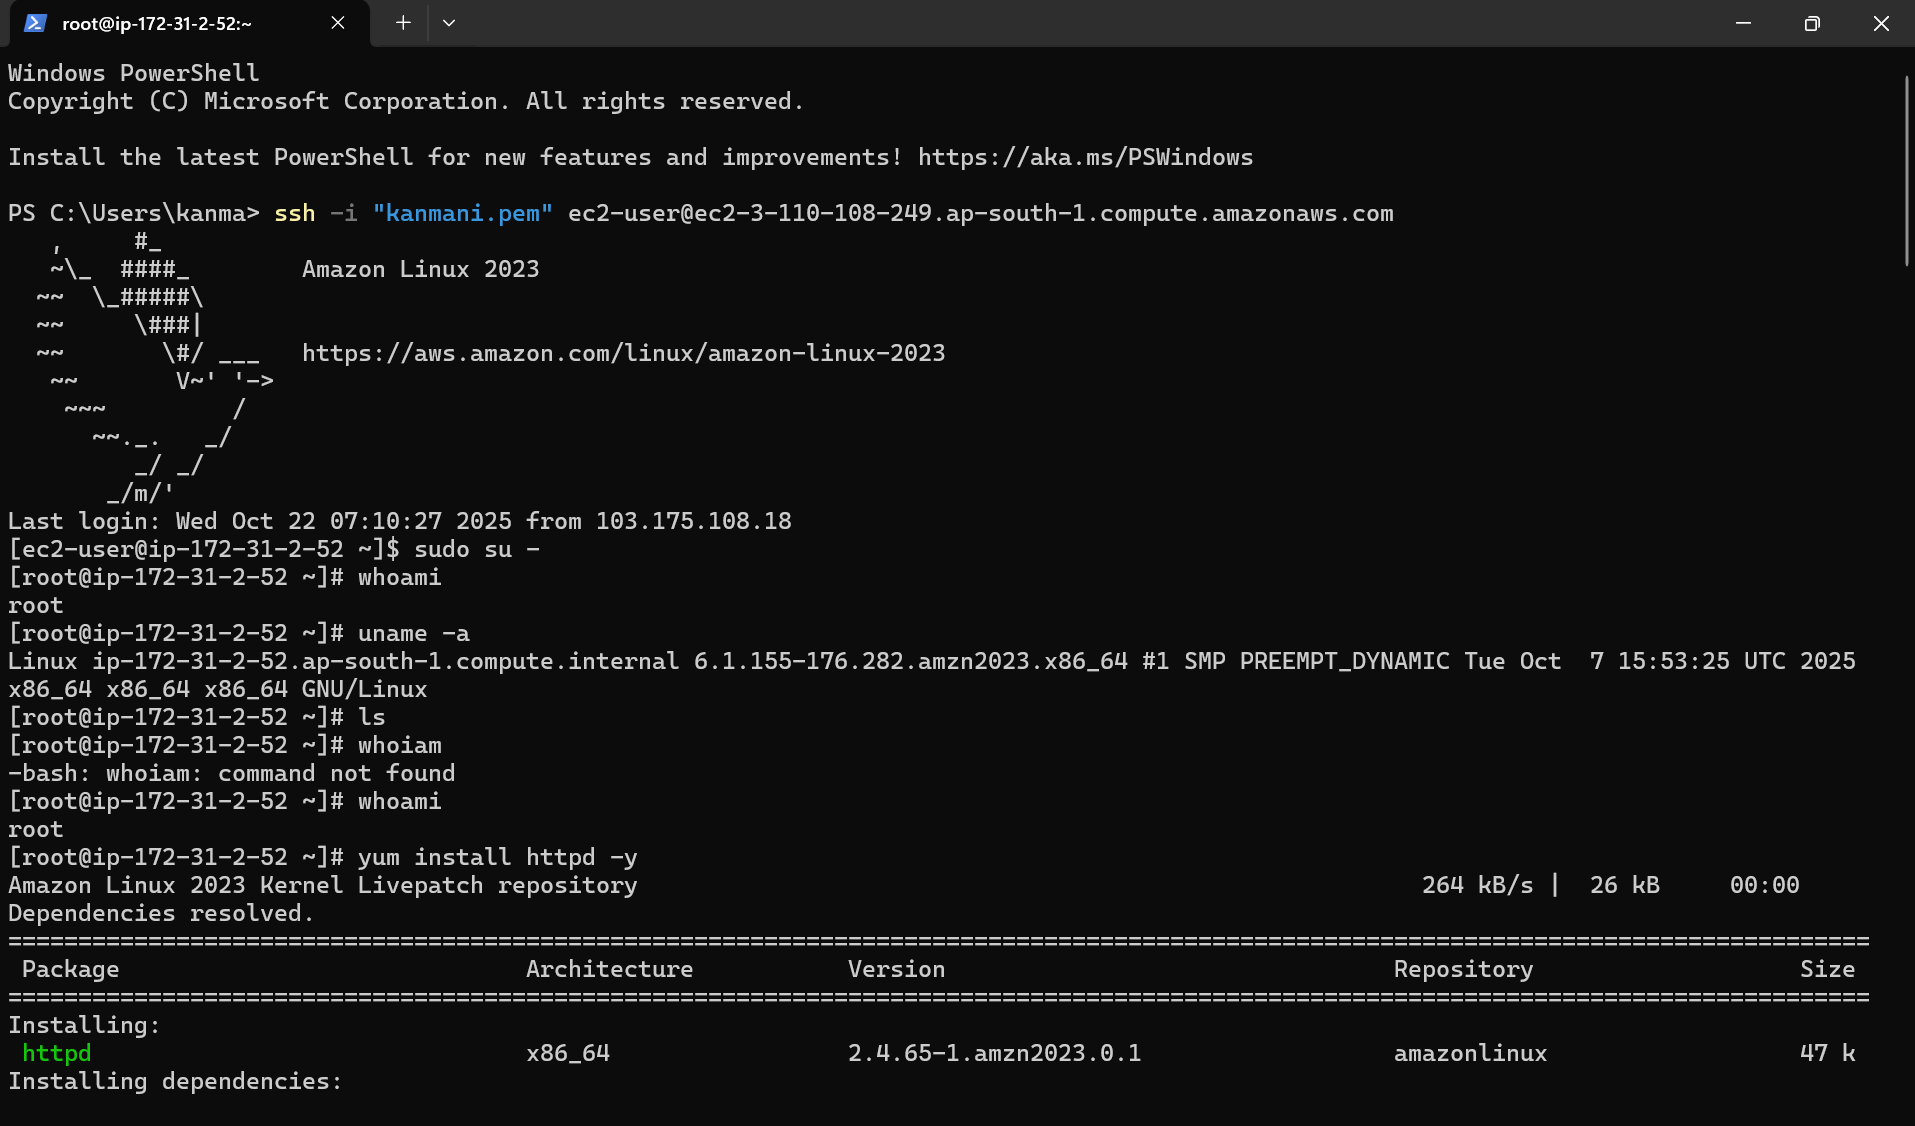 root@ip-172-31-2-52:~
Windows PowerShell
Copyright (C) Microsoft Corporation. All rights reserved.
Install the latest PowerShell for new features and improvements! https://aka.ms/PSWindows
PS C:\Users\kanma> ssh -i "kanmani.pem" ec2-user@ec2-3-110-108-249.ap-south-1.compute.amazonaws.com
   ,     #_
   ~\_  ####_        Amazon Linux 2023
  ~~  \_#####\
  ~~     \###|
  ~~       \#/ ___   https://aws.amazon.com/linux/amazon-linux-2023
   ~~       V~' '->
    ~~~         /
      ~~._.   _/
         _/ _/
       _/m/'
Last login: Wed Oct 22 07:10:27 2025 from 103.175.108.18
[ec2-user@ip-172-31-2-52 ~]$ sudo su -
[root@ip-172-31-2-52 ~]# whoami
root
[root@ip-172-31-2-52 ~]# uname -a
Linux ip-172-31-2-52.ap-south-1.compute.internal 6.1.155-176.282.amzn2023.x86_64 #1 SMP PREEMPT_DYNAMIC Tue Oct  7 15:53:25 UTC 2025
x86_64 x86_64 x86_64 GNU/Linux
[root@ip-172-31-2-52 ~]# ls
[root@ip-172-31-2-52 ~]# whoiam
-bash: whoiam: command not found
[root@ip-172-31-2-52 ~]# whoami
root
[root@ip-172-31-2-52 ~]# yum install httpd -y
Amazon Linux 2023 Kernel Livepatch repository 264 kB/s |  26 kB     00:00
Dependencies resolved.
=====================================================================================================================================
Package Architecture Version Repository Size
=====================================================================================================================================
Installing:
httpd x86_64 2.4.65-1.amzn2023.0.1 amazonlinux 47 k
Installing dependencies: